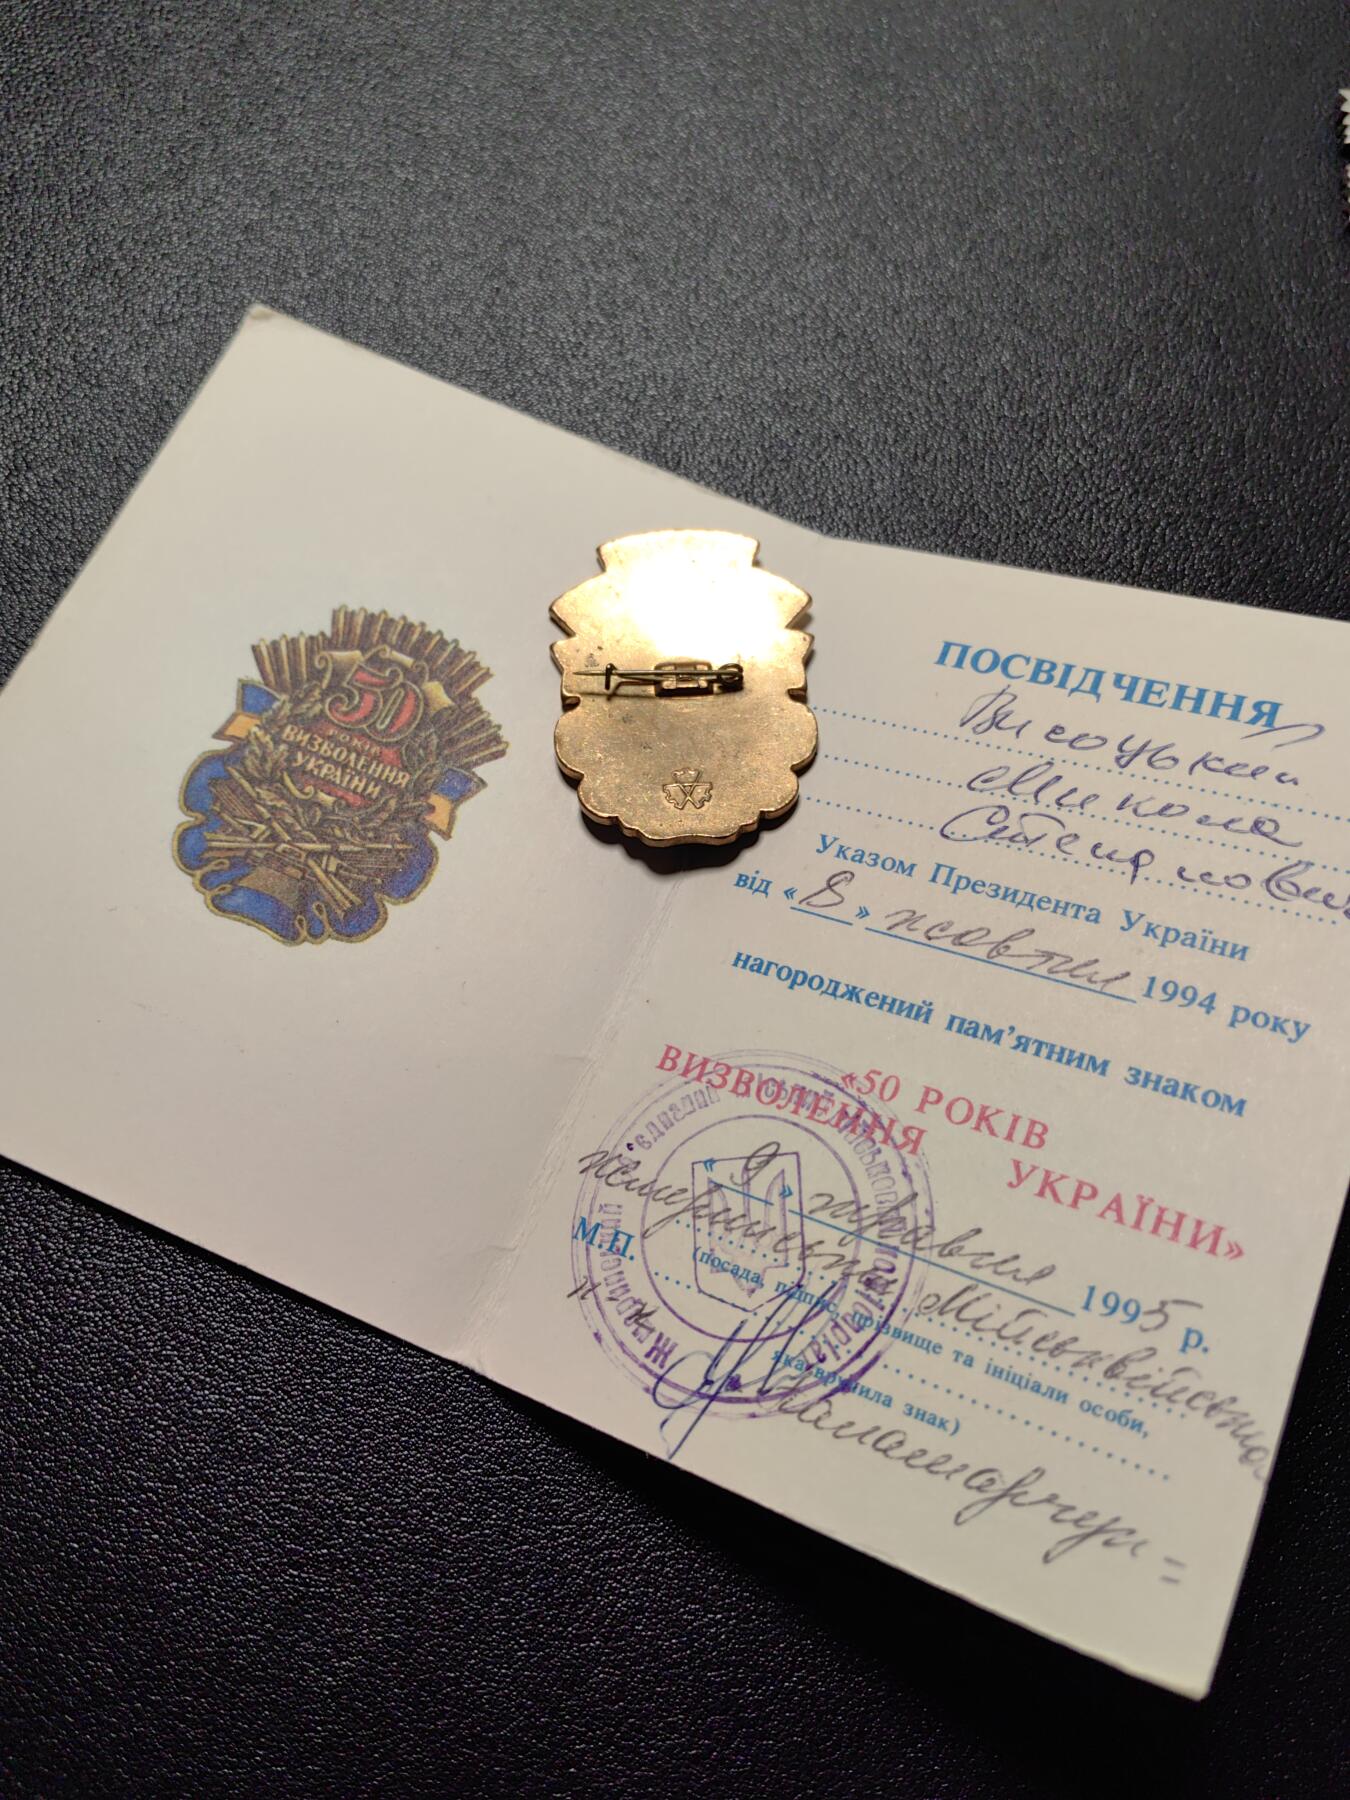 50
РОКІВ
ВИЗВОЛЕННЯ
УКРАЇНИ
ПОСВІДЧЕННЯ
Висоцький
Микола
Степанович
Указом Президента України
від «8» жовтня 1994 року
нагороджений пам’ятним знаком
«50 РОКІВ
ВИЗВОЛЕННЯ УКРАЇНИ»
«9» травня 1995 р.
М.П.
(посада, підпис, прізвище та ініціали особи,
яка вручила знак)